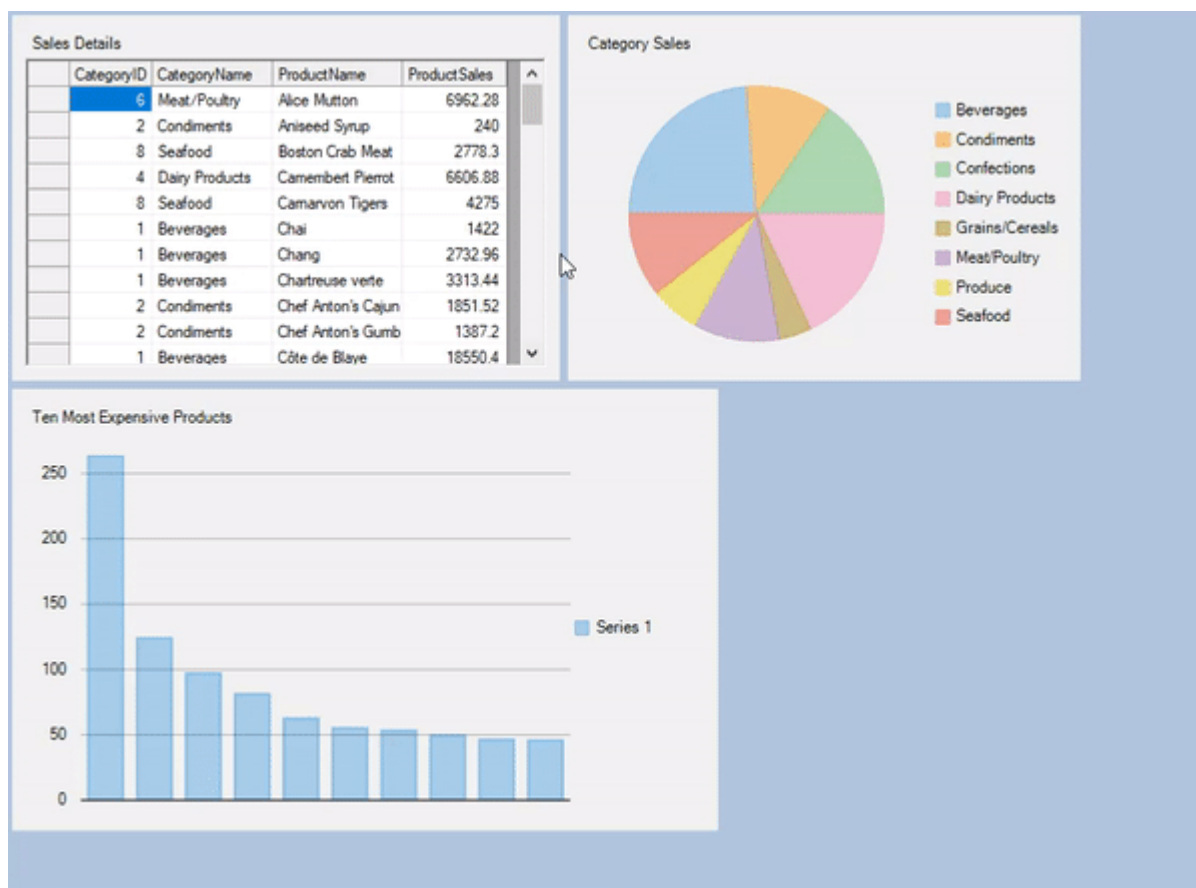 Sales Details
CategoryID CategoryName ProductName ProductSales
6 Meat/Poultry Alice Mutton 6962.28
2 Condiments Aniseed Syrup 240
8 Seafood Boston Crab Meat 2778.3
4 Dairy Products Camembert Pierrot 6606.88
8 Seafood Carnarvon Tigers 4275
1 Beverages Chai 1422
1 Beverages Chang 2732.96
1 Beverages Chartreuse verte 3313.44
2 Condiments Chef Anton's Cajun 1851.52
2 Condiments Chef Anton's Gumb 1387.2
1 Beverages Côte de Blaye 18550.4
Category Sales
Beverages
Condiments
Confections
Dairy Products
Grains/Cereals
Meat/Poultry
Produce
Seafood
Ten Most Expensive Products
250
200
150
100
50
0
Series 1